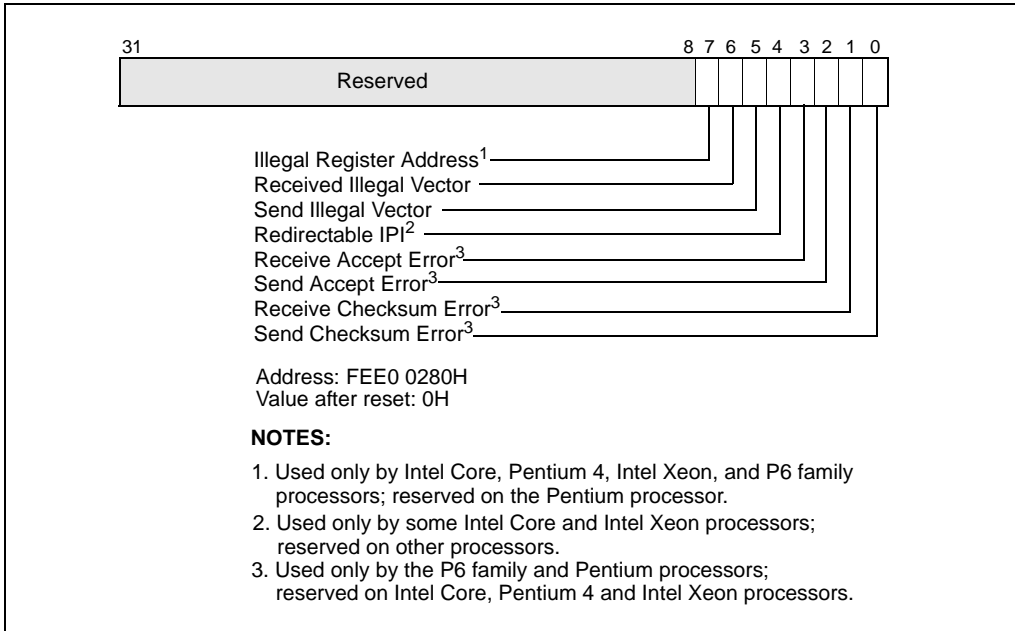 31 8 7 6 5 4 3 2 1 0
Reserved
Illegal Register Address1
Received Illegal Vector
Send Illegal Vector
Redirectable IPI2
Receive Accept Error3
Send Accept Error3
Receive Checksum Error3
Send Checksum Error3
Address: FEE0 0280H
Value after reset: 0H
NOTES:
1. Used only by Intel Core, Pentium 4, Intel Xeon, and P6 family
processors; reserved on the Pentium processor.
2. Used only by some Intel Core and Intel Xeon processors;
reserved on other processors.
3. Used only by the P6 family and Pentium processors;
reserved on Intel Core, Pentium 4 and Intel Xeon processors.